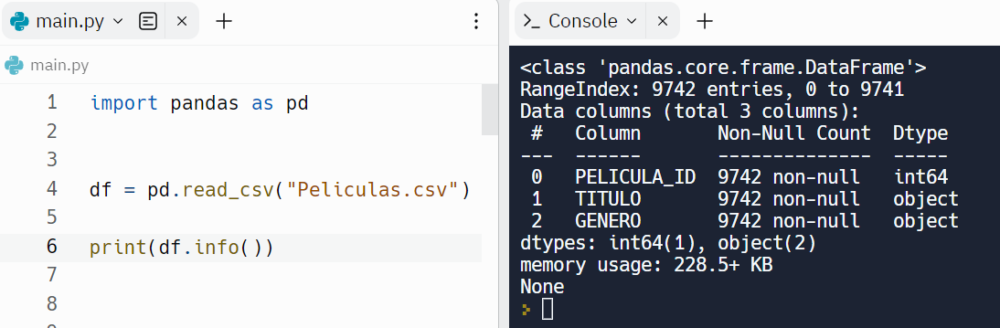 main.py
main.py
1 import pandas as pd
2
3
4 df = pd.read_csv("Peliculas.csv")
5
6 print(df.info())
7
8
Console
<class 'pandas.core.frame.DataFrame'>
RangeIndex: 9742 entries, 0 to 9741
Data columns (total 3 columns):
 #   Column       Non-Null Count  Dtype
---  ------       --------------  -----
 0   PELICULA_ID  9742 non-null   int64
 1   TITULO       9742 non-null   object
 2   GENERO       9742 non-null   object
dtypes: int64(1), object(2)
memory usage: 228.5+ KB
None